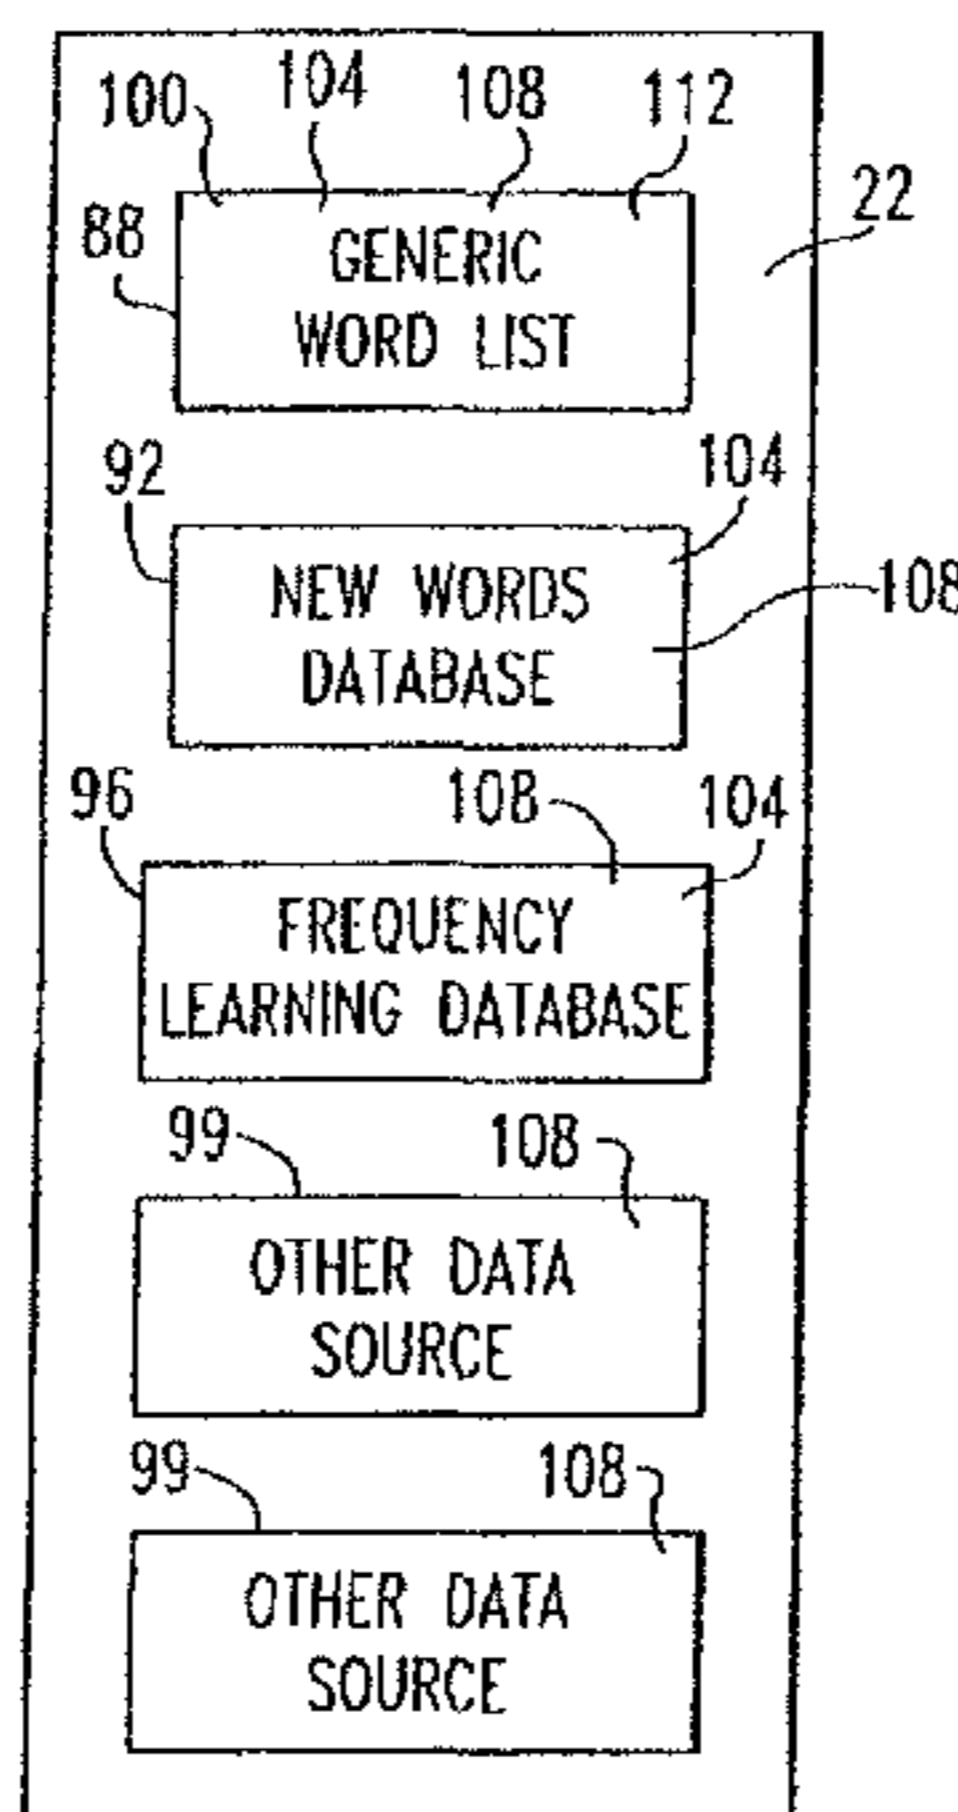 100 104 108 112
22
88
GENERIC
WORD LIST
92 104
NEW WORDS
108
DATABASE
96 108 104
FREQUENCY
LEARNING DATABASE
99 108
OTHER DATA
SOURCE
99 108
OTHER DATA
SOURCE